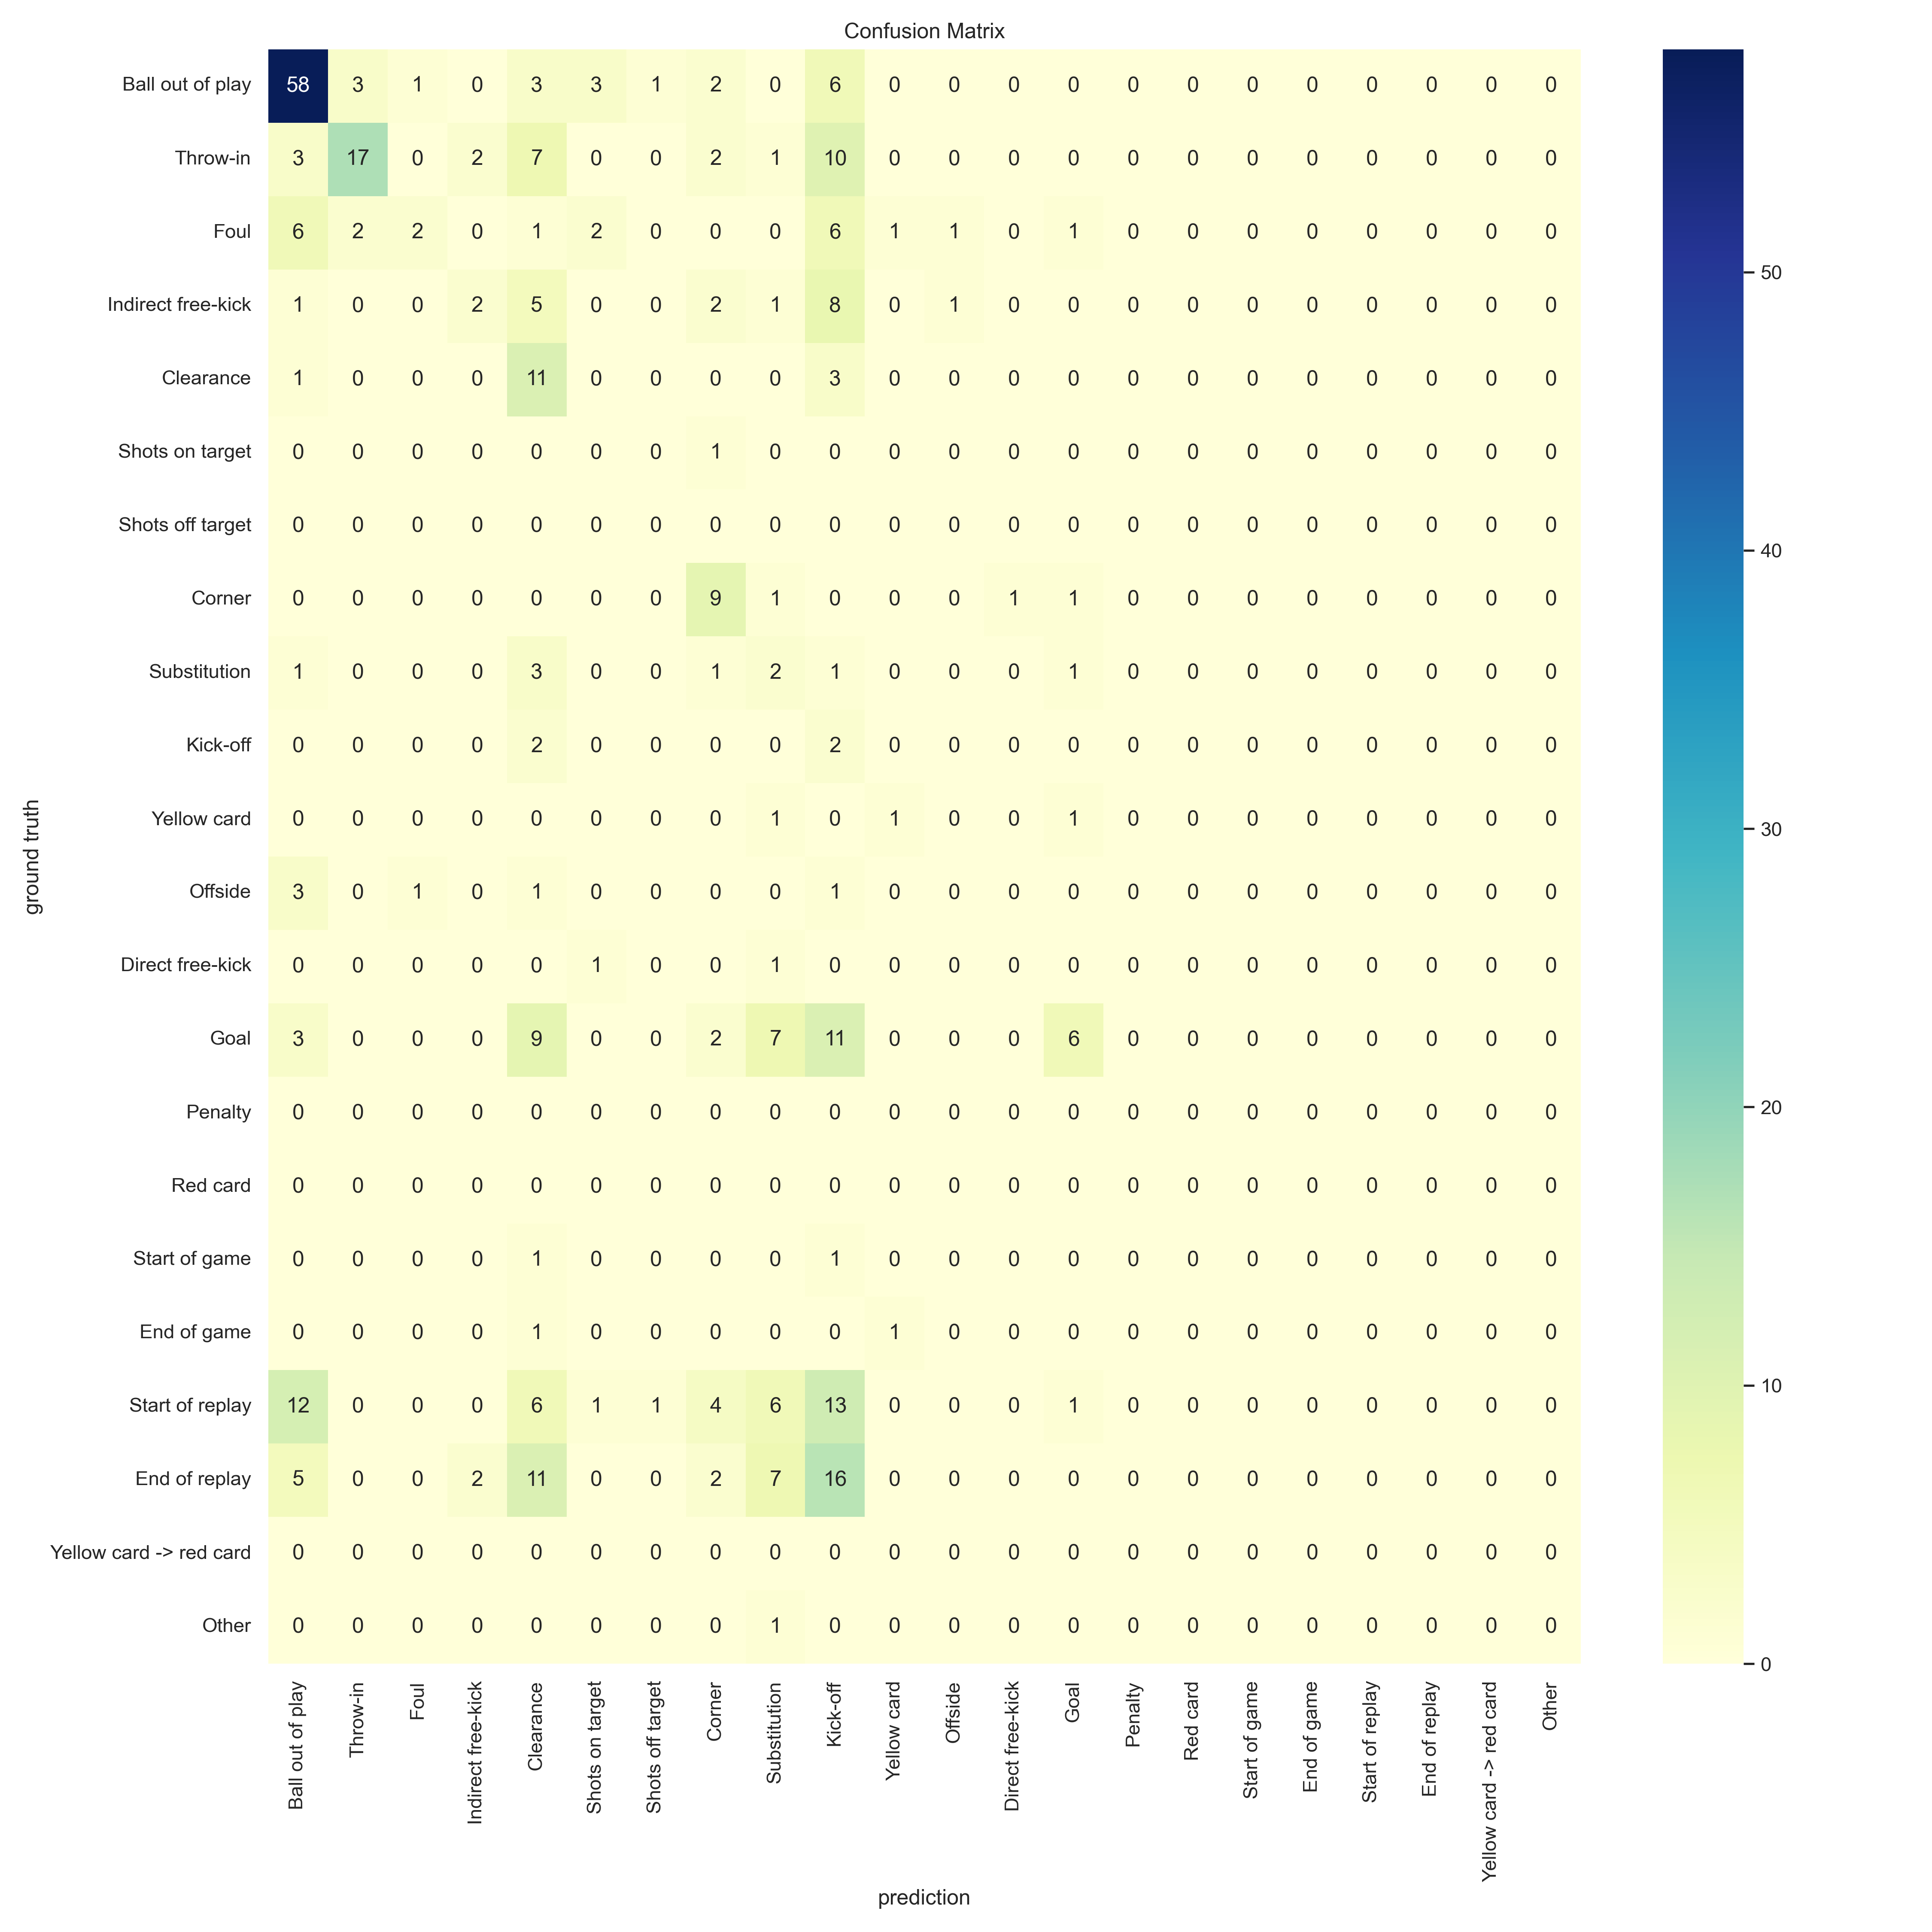 Confusion Matrix
Ball out of play 58 3 1 0 3 3 1 2 0 6 0 0 0 0 0 0 0 0 0 0 0 0
Throw-in 3 17 0 2 7 0 0 2 1 10 0 0 0 0 0 0 0 0 0 0 0 0
Foul 6 2 2 0 1 2 0 0 0 6 1 1 0 1 0 0 0 0 0 0 0 0
Indirect free-kick 1 0 0 2 5 0 0 2 1 8 0 1 0 0 0 0 0 0 0 0 0 0
Clearance 1 0 0 0 11 0 0 0 0 3 0 0 0 0 0 0 0 0 0 0 0 0
Shots on target 0 0 0 0 0 0 0 1 0 0 0 0 0 0 0 0 0 0 0 0 0 0
Shots off target 0 0 0 0 0 0 0 0 0 0 0 0 0 0 0 0 0 0 0 0 0 0
Corner 0 0 0 0 0 0 0 9 1 0 0 0 1 1 0 0 0 0 0 0 0 0
Substitution 1 0 0 0 3 0 0 1 2 1 0 0 0 1 0 0 0 0 0 0 0 0
Kick-off 0 0 0 0 2 0 0 0 0 2 0 0 0 0 0 0 0 0 0 0 0 0
Yellow card 0 0 0 0 0 0 0 0 1 0 1 0 0 1 0 0 0 0 0 0 0 0
Offside 3 0 1 0 1 0 0 0 0 1 0 0 0 0 0 0 0 0 0 0 0 0
Direct free-kick 0 0 0 0 0 1 0 0 1 0 0 0 0 0 0 0 0 0 0 0 0 0
Goal 3 0 0 0 9 0 0 2 7 11 0 0 0 6 0 0 0 0 0 0 0 0
Penalty 0 0 0 0 0 0 0 0 0 0 0 0 0 0 0 0 0 0 0 0 0 0
Red card 0 0 0 0 0 0 0 0 0 0 0 0 0 0 0 0 0 0 0 0 0 0
Start of game 0 0 0 0 1 0 0 0 0 1 0 0 0 0 0 0 0 0 0 0 0 0
End of game 0 0 0 0 1 0 0 0 0 0 1 0 0 0 0 0 0 0 0 0 0 0
Start of replay 12 0 0 0 6 1 1 4 6 13 0 0 0 1 0 0 0 0 0 0 0 0
End of replay 5 0 0 2 11 0 0 2 7 16 0 0 0 0 0 0 0 0 0 0 0 0
Yellow card -> red card 0 0 0 0 0 0 0 0 0 0 0 0 0 0 0 0 0 0 0 0 0 0
Other 0 0 0 0 0 0 0 0 1 0 0 0 0 0 0 0 0 0 0 0 0 0
ground truth
Ball out of play
Throw-in
Foul
Indirect free-kick
Clearance
Shots on target
Shots off target
Corner
Substitution
Kick-off
Yellow card
Offside
Direct free-kick
Goal
Penalty
Red card
Start of game
End of game
Start of replay
End of replay
Yellow card -> red card
Other
prediction
50
40
30
20
10
0